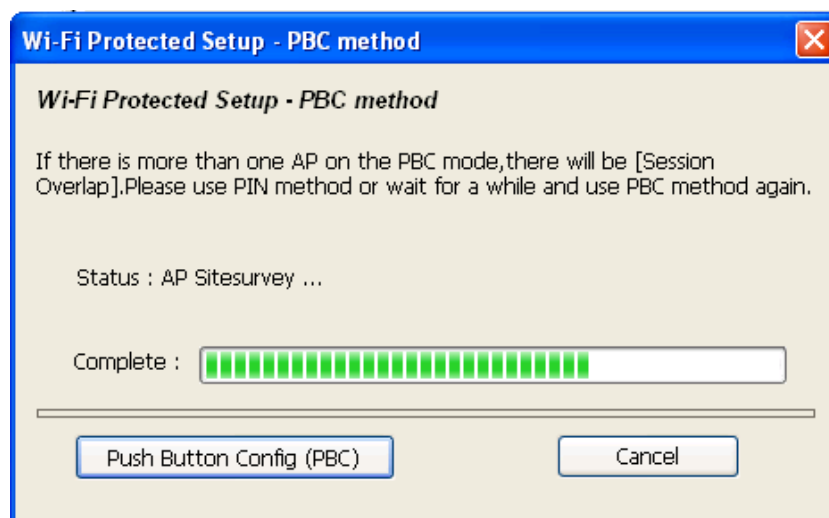 Wi-Fi Protected Setup - PBC method
Wi-Fi Protected Setup - PBC method
If there is more than one AP on the PBC mode,there will be [Session
Overlap].Please use PIN method or wait for a while and use PBC method again.
Status : AP Sitesurvey ...
Complete :
Push Button Config (PBC)
Cancel